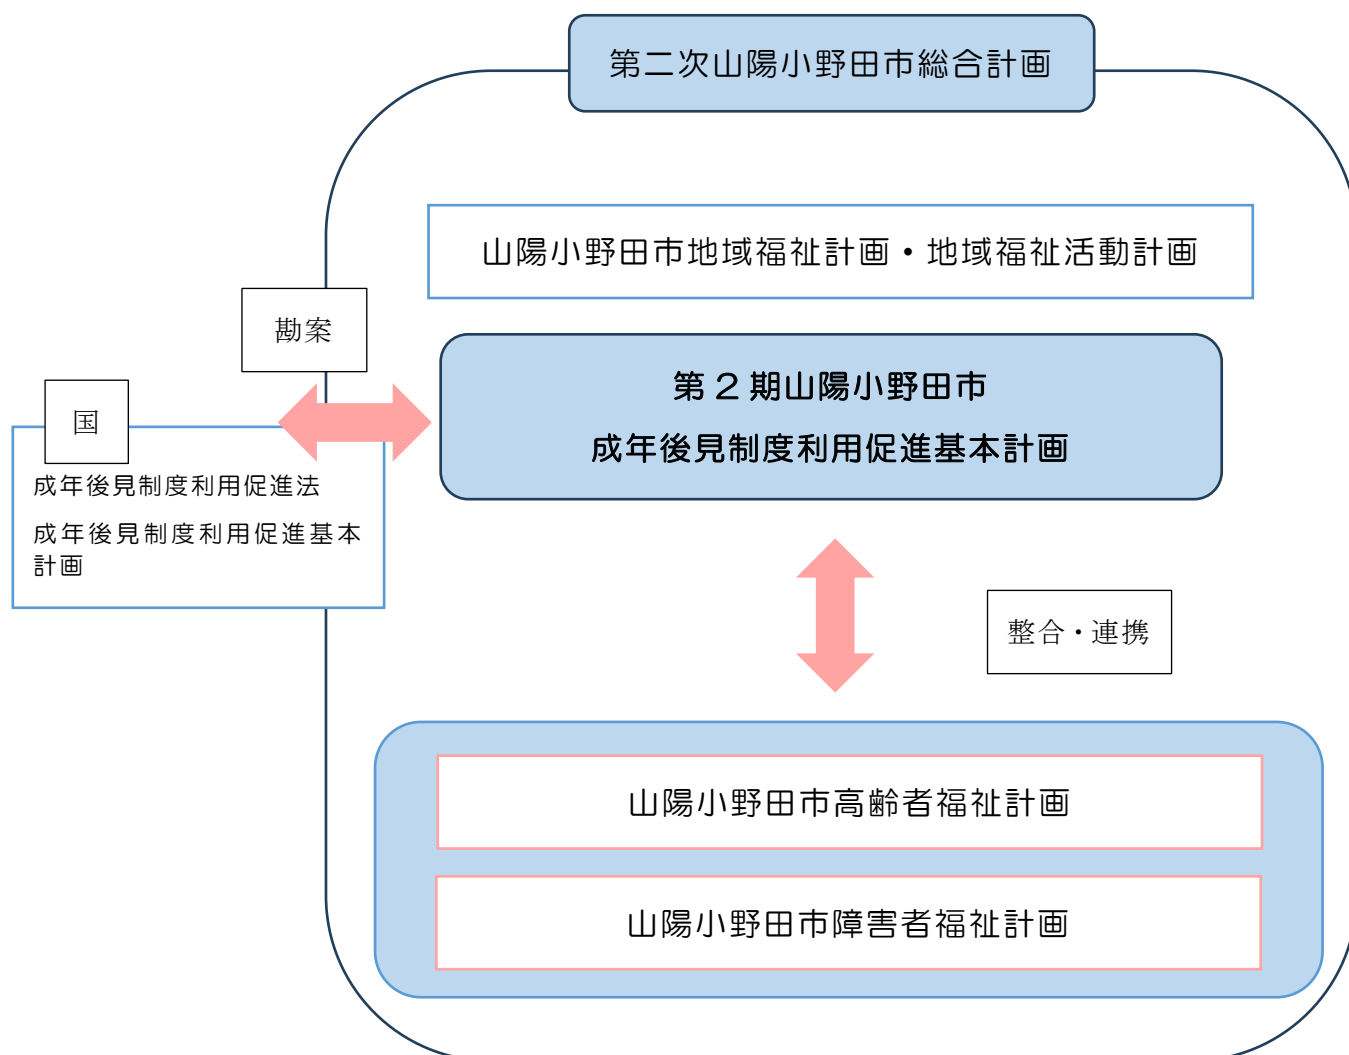 第二次山陽小野田市総合計画
山陽小野田市地域福祉計画・地域福祉活動計画
勘案
第２期山陽小野田市
成年後見制度利用促進基本計画
国
成年後見制度利用促進法
成年後見制度利用促進基本
計画
整合・連携
山陽小野田市高齢者福祉計画
山陽小野田市障害者福祉計画